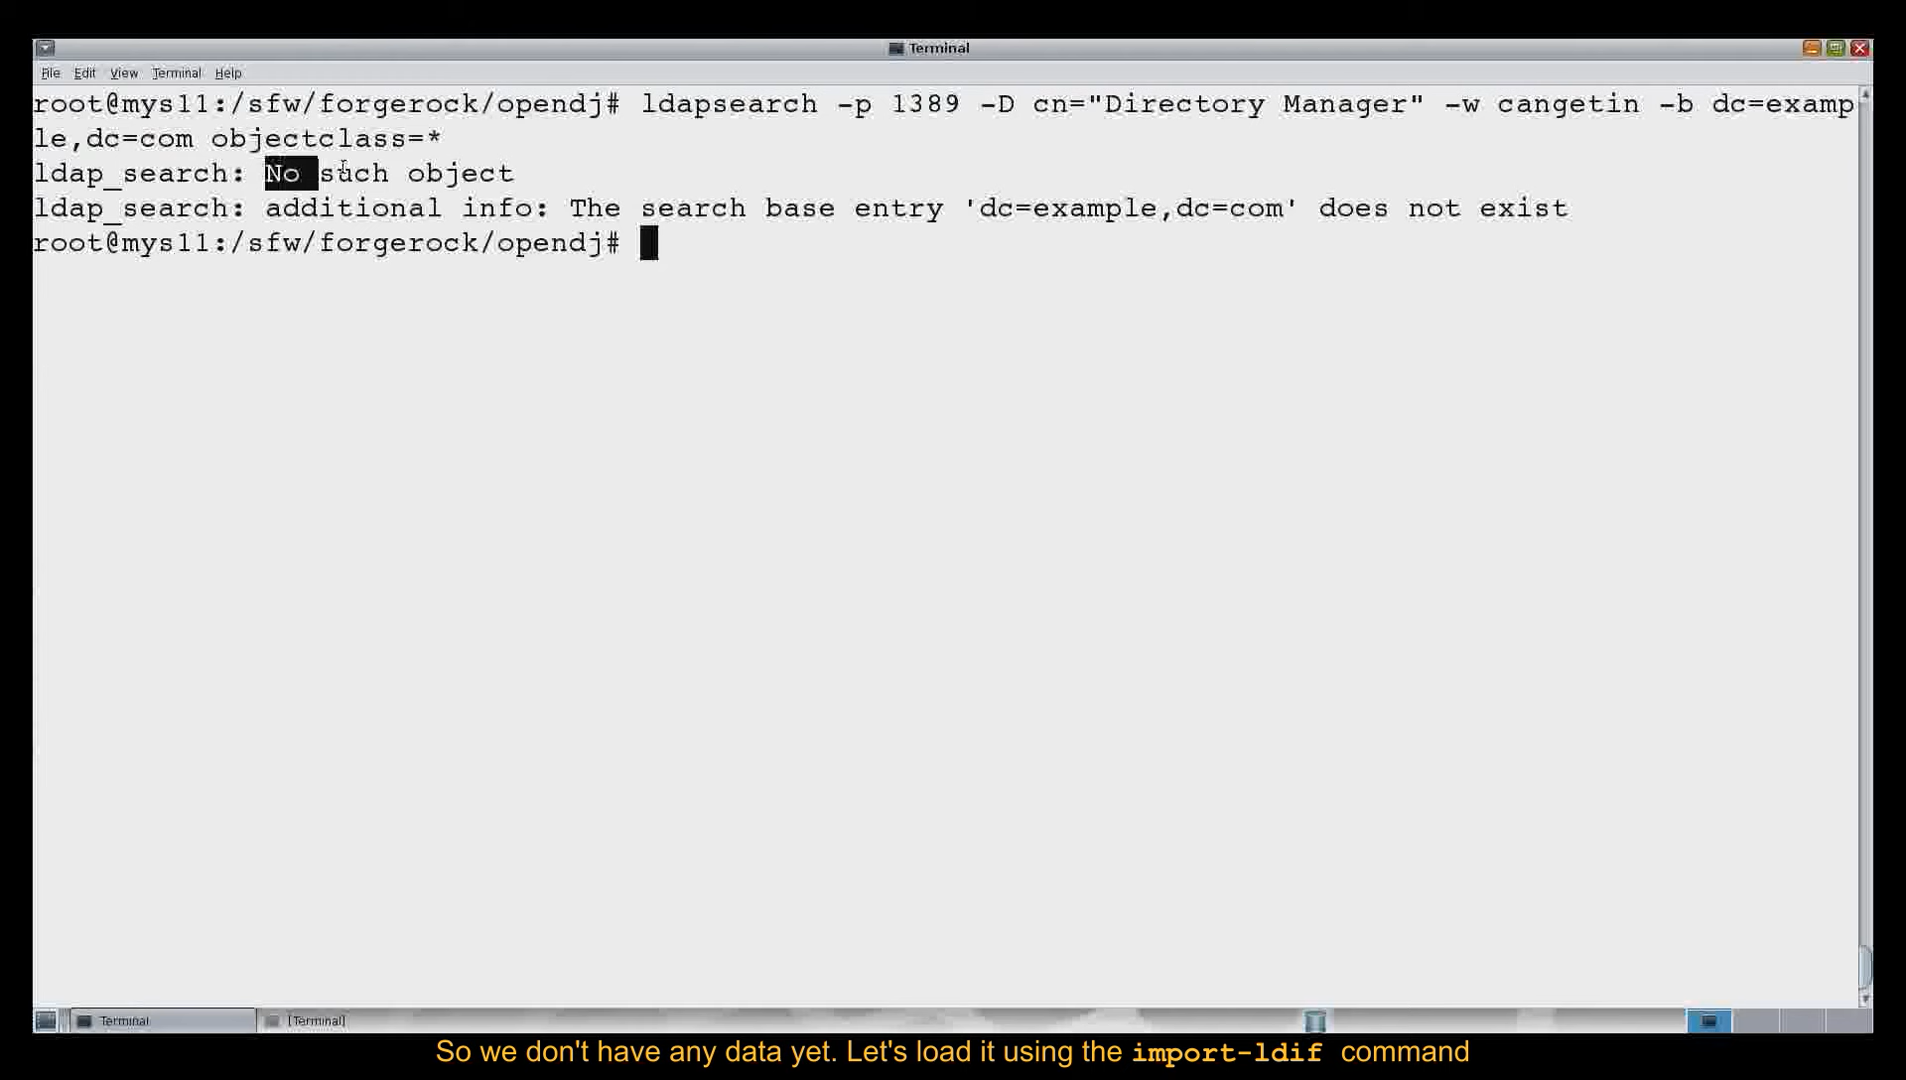 Terminal
File Edit View Terminal Help
root@mys11:/sfw/forgerock/opendj# ldapsearch -p 1389 -D cn="Directory Manager" -w cangetin -b dc=examp
le,dc=com objectclass=*
ldap_search: No such object
ldap_search: additional info: The search base entry 'dc=example,dc=com' does not exist
root@mys11:/sfw/forgerock/opendj#
Terminal [Terminal]
So we don't have any data yet. Let's load it using the import-ldif command